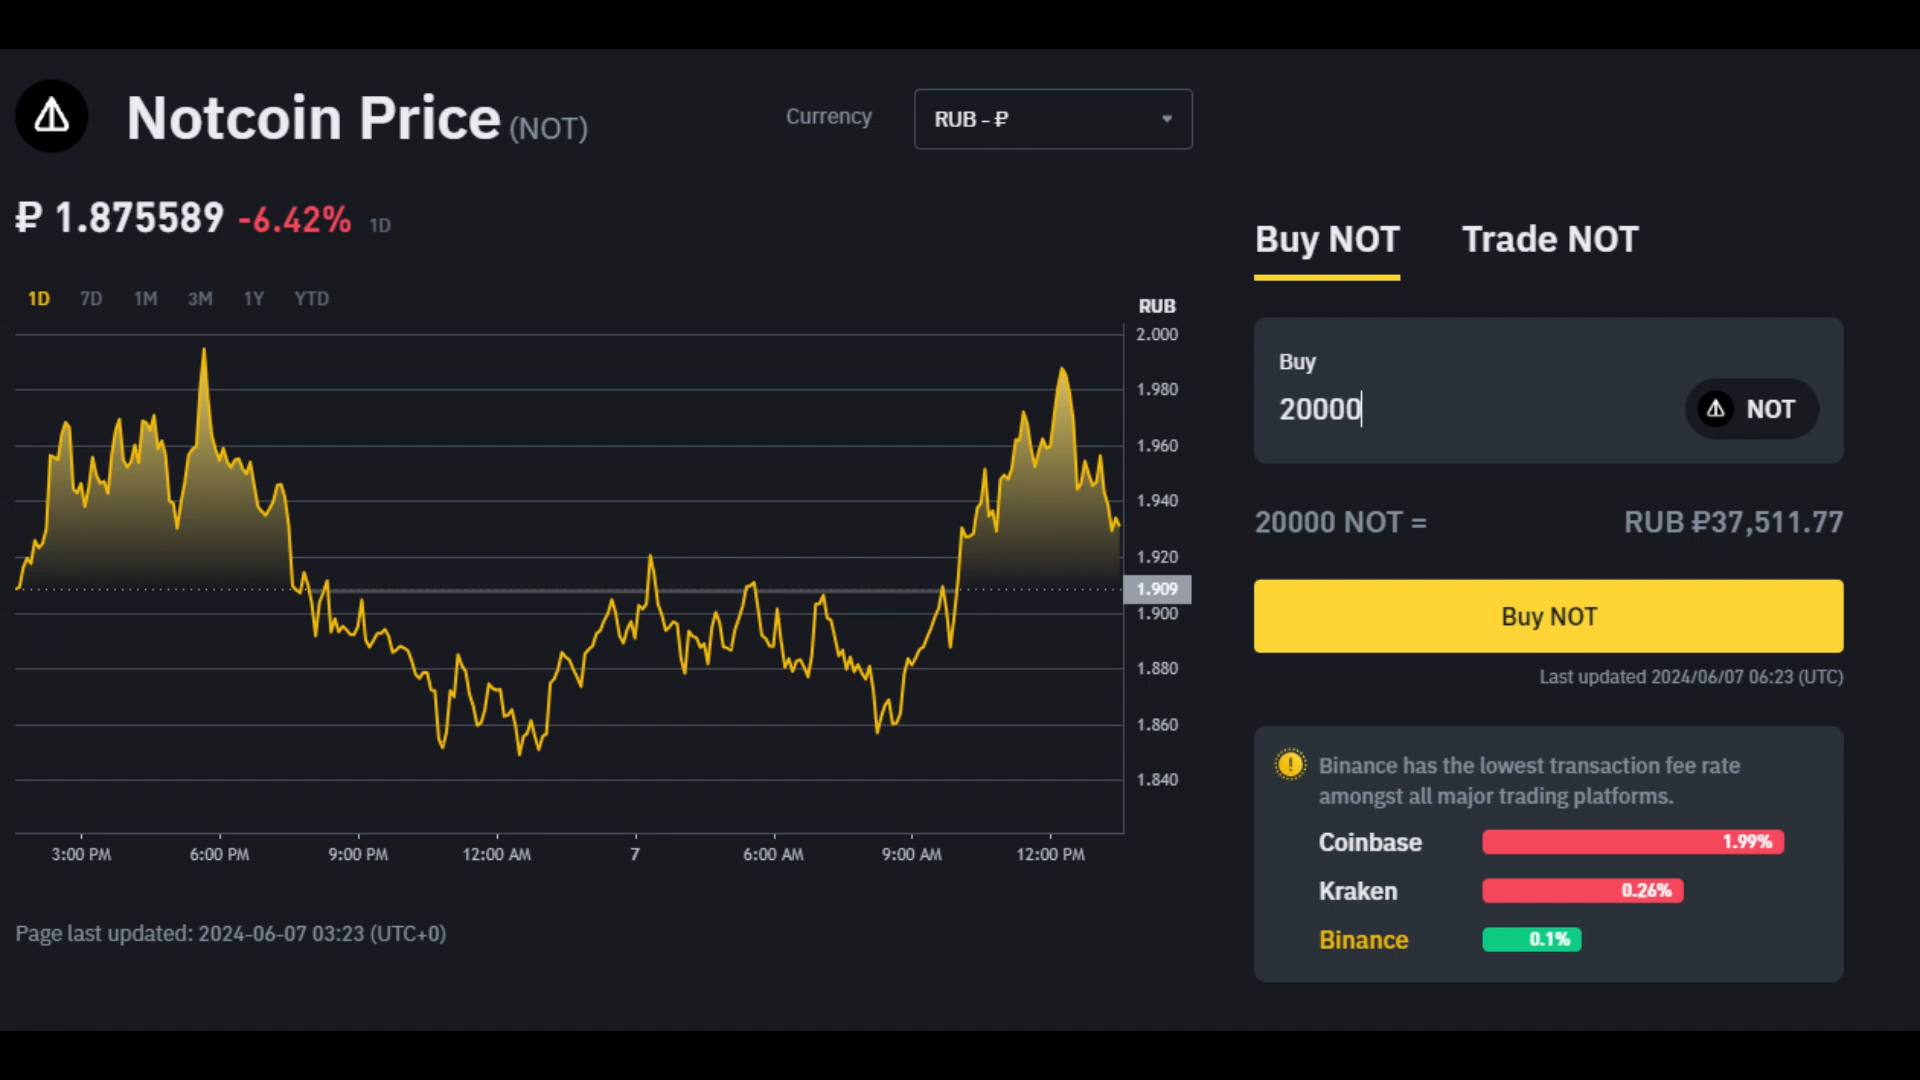 Notcoin Price (NOT)
Currency
RUB - ₽
₽ 1.875589 -6.42% 1D
1D 7D 1M 3M 1Y YTD
RUB
2.000
1.980
1.960
1.940
1.920
1.909
1.900
1.880
1.860
1.840
3:00 PM 6:00 PM 9:00 PM 12:00 AM 7 6:00 AM 9:00 AM 12:00 PM
Page last updated: 2024-06-07 03:23 (UTC+0)
Buy NOT Trade NOT
Buy
20000 NOT
20000 NOT = RUB ₽37,511.77
Buy NOT
Last updated 2024/06/07 06:23 (UTC)
Binance has the lowest transaction fee rate
amongst all major trading platforms.
Coinbase 1.99%
Kraken 0.26%
Binance 0.1%